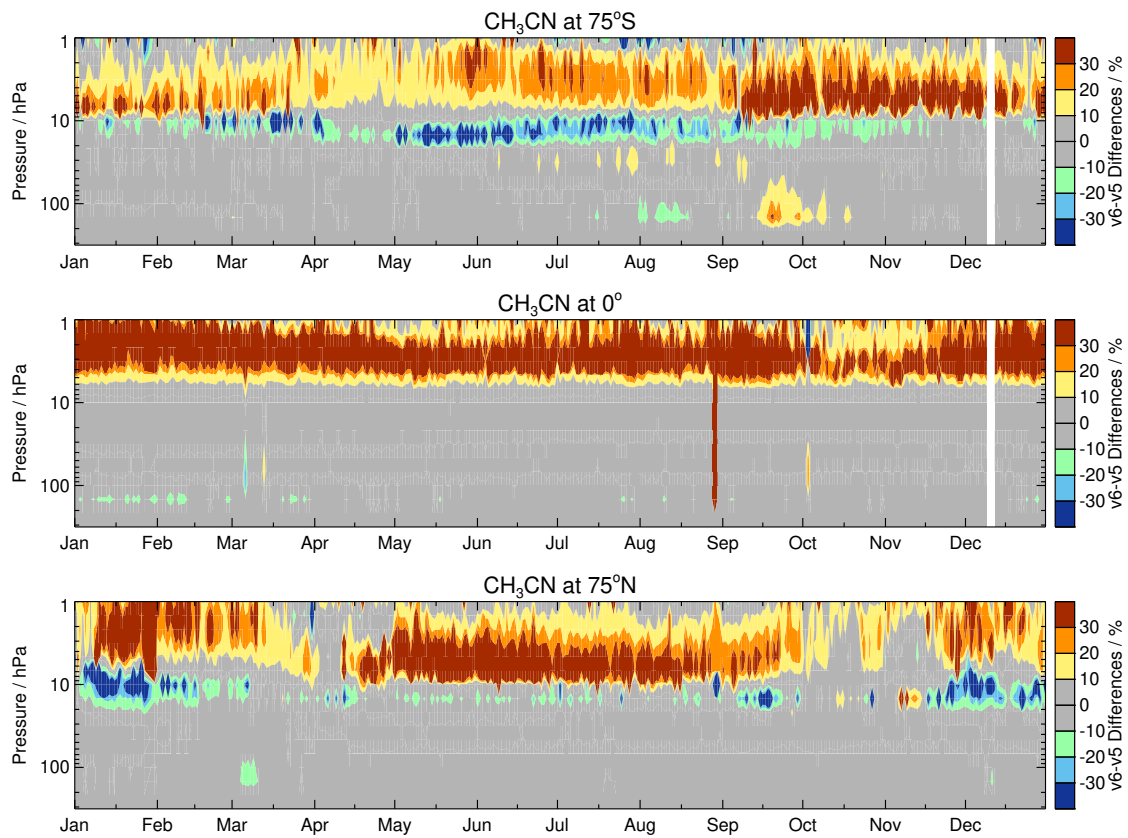 CH₃CN at 75°S
1
10
100
Pressure / hPa
Jan Feb Mar Apr May Jun Jul Aug Sep Oct Nov Dec
30
20
10
0
-10
-20
-30
v6-v5 Differences / %
CH₃CN at 0°
1
10
100
Pressure / hPa
Jan Feb Mar Apr May Jun Jul Aug Sep Oct Nov Dec
30
20
10
0
-10
-20
-30
v6-v5 Differences / %
CH₃CN at 75°N
1
10
100
Pressure / hPa
Jan Feb Mar Apr May Jun Jul Aug Sep Oct Nov Dec
30
20
10
0
-10
-20
-30
v6-v5 Differences / %